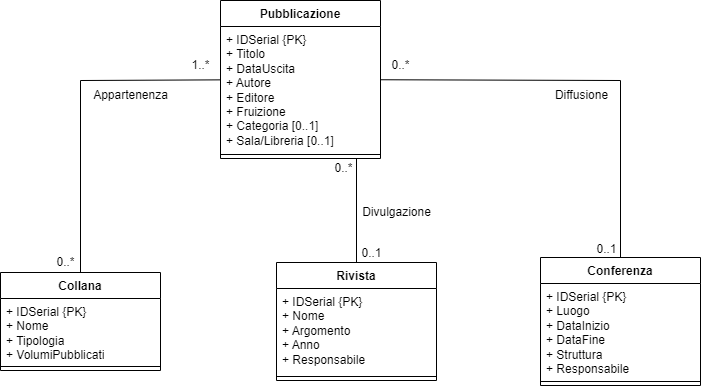 Pubblicazione
+ IDSerial {PK}
+ Titolo
+ DataUscita
+ Autore
+ Editore
+ Fruizione
+ Categoria [0..1]
+ Sala/Libreria [0..1]
1..*
0..*
Appartenenza
Diffusione
0..*
Divulgazione
0..*
0..1
0..1
Collana
+ IDSerial {PK}
+ Nome
+ Tipologia
+ VolumiPubblicati
Rivista
+ IDSerial {PK}
+ Nome
+ Argomento
+ Anno
+ Responsabile
Conferenza
+ IDSerial {PK}
+ Luogo
+ DataInizio
+ DataFine
+ Struttura
+ Responsabile